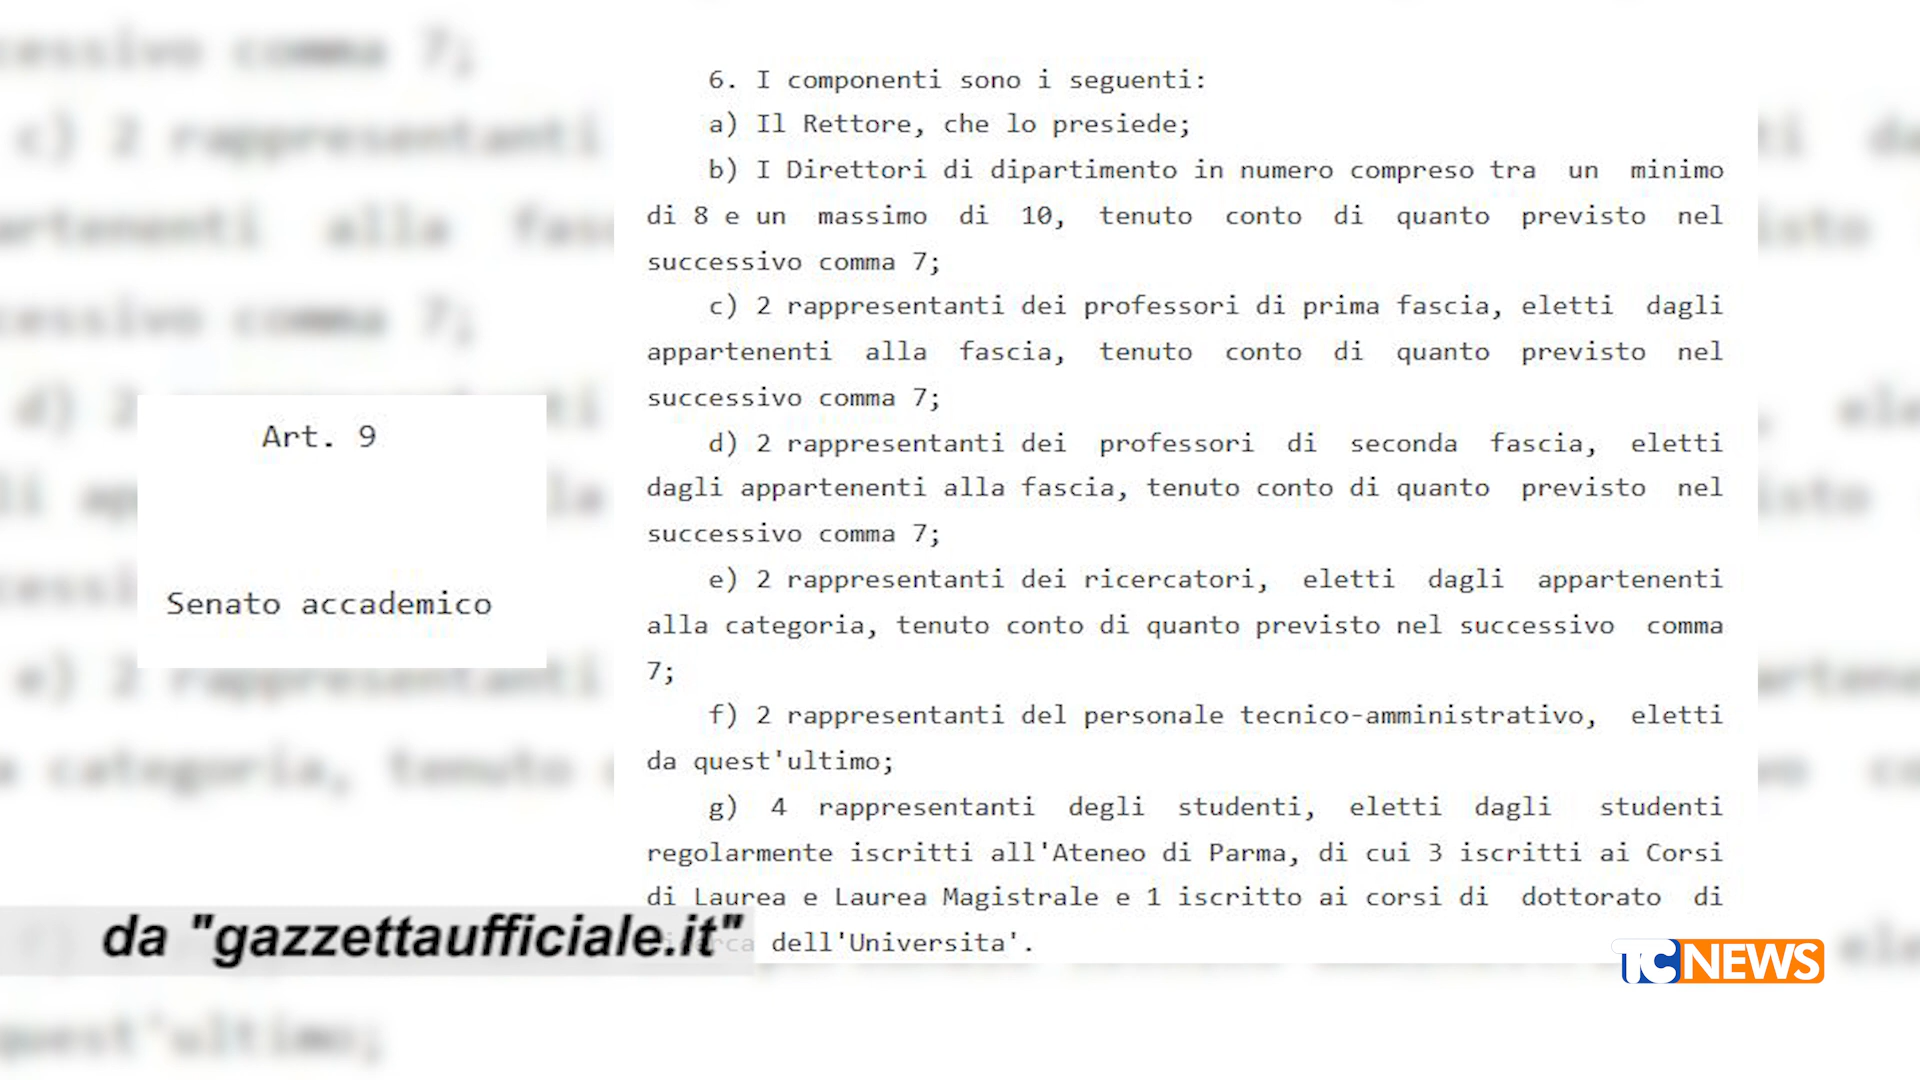 Art. 9
Senato accademico
6. I componenti sono i seguenti:
a) Il Rettore, che lo presiede;
b) I Direttori di dipartimento in numero compreso tra un minimo
di 8 e un massimo di 10, tenuto conto di quanto previsto nel
successivo comma 7;
c) 2 rappresentanti dei professori di prima fascia, eletti dagli
appartenenti alla fascia, tenuto conto di quanto previsto nel
successivo comma 7;
d) 2 rappresentanti dei professori di seconda fascia, eletti
dagli appartenenti alla fascia, tenuto conto di quanto previsto nel
successivo comma 7;
e) 2 rappresentanti dei ricercatori, eletti dagli appartenenti
alla categoria, tenuto conto di quanto previsto nel successivo comma
7;
f) 2 rappresentanti del personale tecnico-amministrativo, eletti
da quest'ultimo;
g) 4 rappresentanti degli studenti, eletti dagli studenti
regolarmente iscritti all'Ateneo di Parma, di cui 3 iscritti ai Corsi
di Laurea e Laurea Magistrale e 1 iscritto ai corsi di dottorato di
dell'Universita'.
da "gazzettaufficiale.it"
TC NEWS